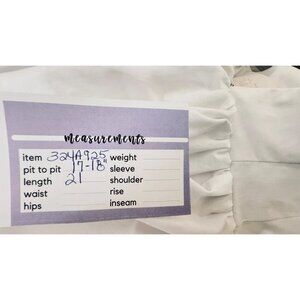 measurements
item 324A925 weight
pit to pit 17-18" sleeve
length 21 shoulder
waist rise
hips inseam